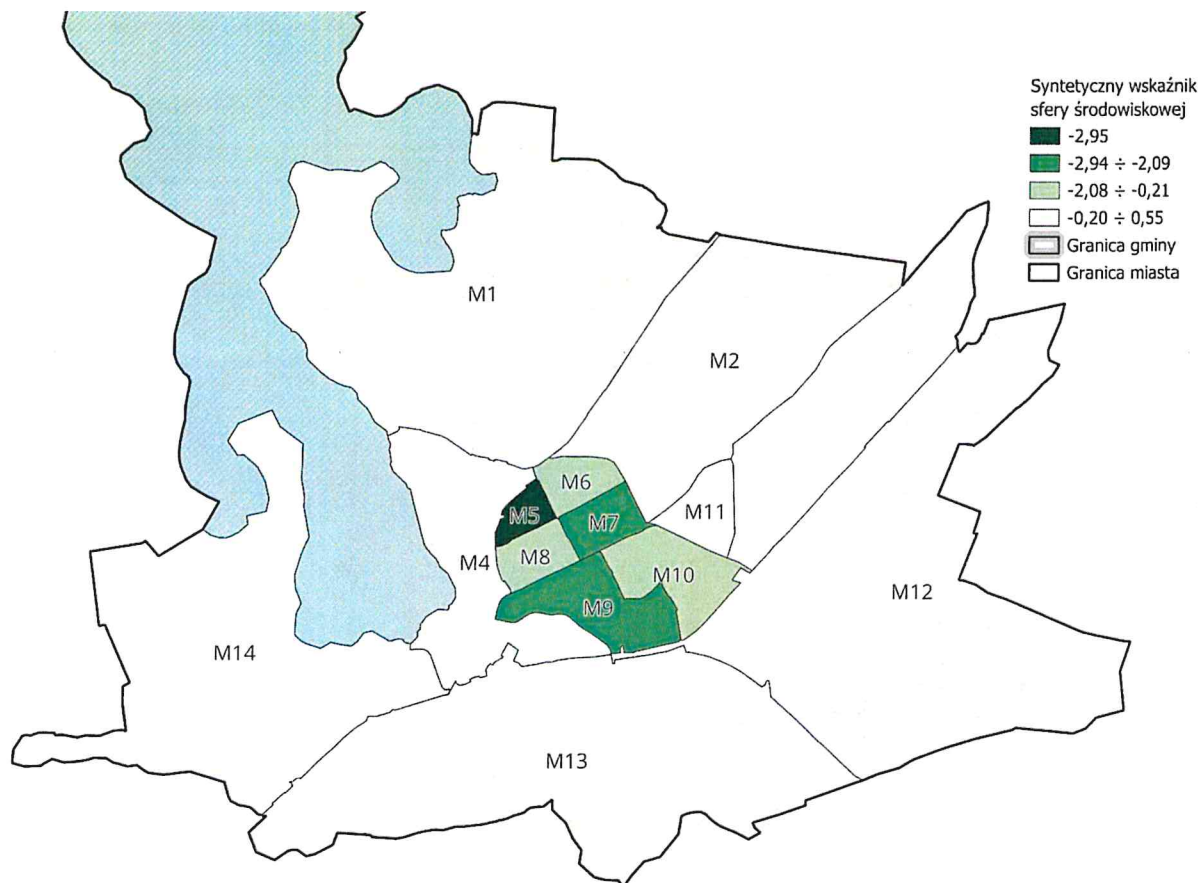 Syntetyczny wskaźnik
sfery środowiskowej
-2,95
-2,94 ÷ -2,09
-2,08 ÷ -0,21
-0,20 ÷ 0,55
Granica gminy
Granica miasta
M1
M2
M6
M5
M7
M11
M8
M4
M10
M9
M12
M14
M13